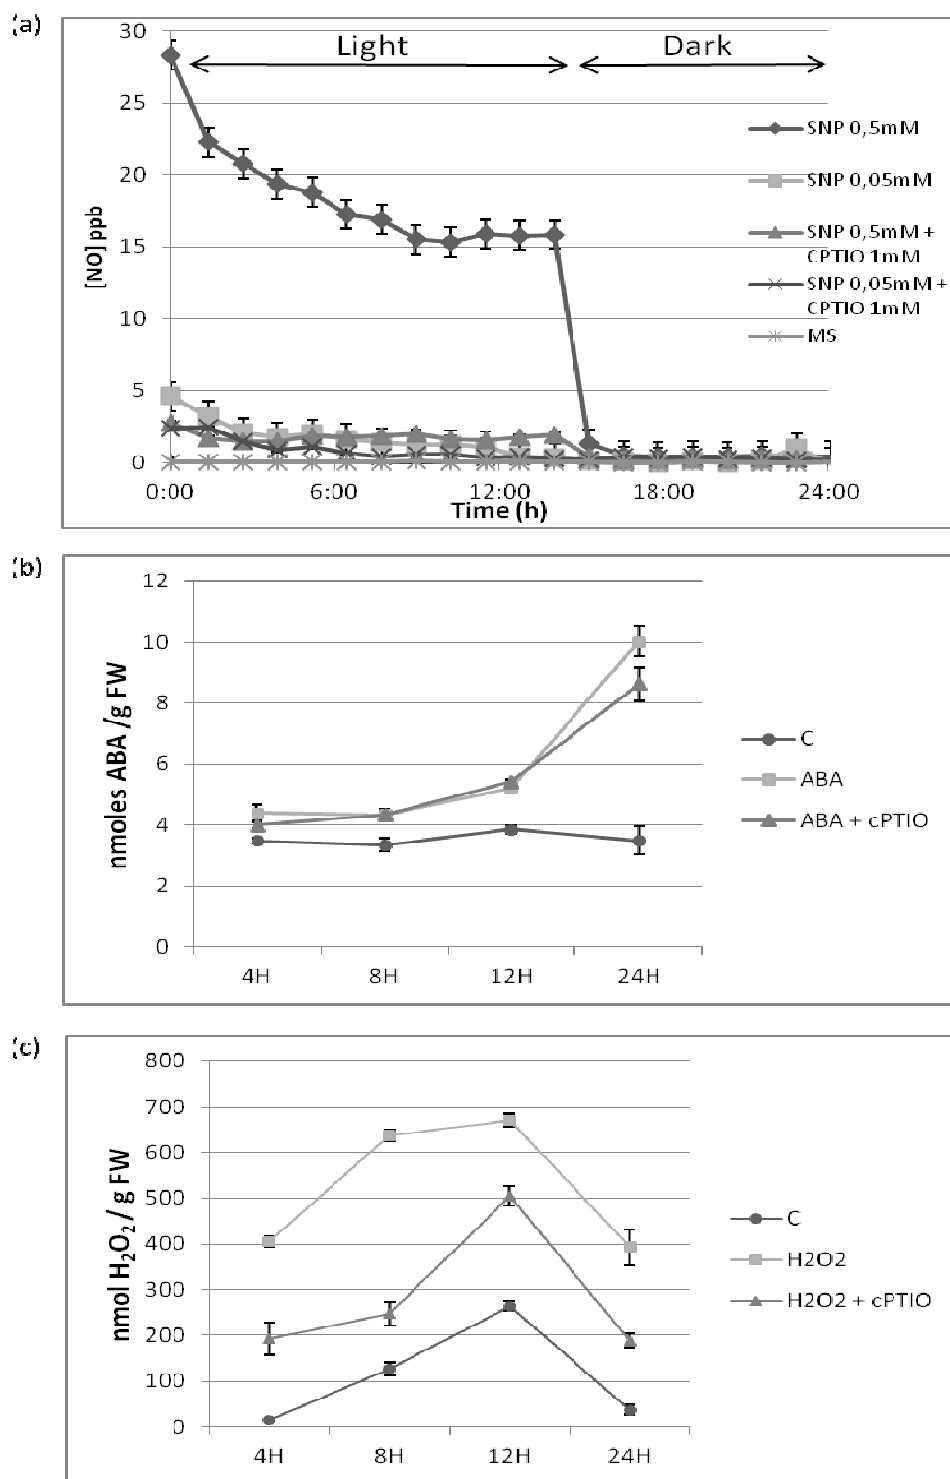 (a)
30
25
20
15
10
5
0
[NO] ppb
Light
Dark
SNP 0,5mM
SNP 0,05mM
SNP 0,5mM +
CPTIO 1mM
SNP 0,05mM +
CPTIO 1mM
MS
0:00
6:00
12:00
18:00
24:00
Time (h)
(b)
12
10
8
6
4
2
0
nmoles ABA /g FW
4H
8H
12H
24H
C
ABA
ABA + cPTIO
(c)
800
700
600
500
400
300
200
100
0
nmol H₂O₂ / g FW
4H
8H
12H
24H
C
H2O2
H2O2 + cPTIO